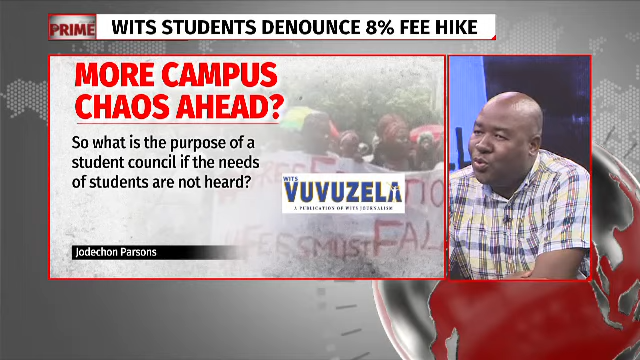 PRIME
WITS STUDENTS DENOUNCE 8% FEE HIKE
MORE CAMPUS
CHAOS AHEAD?
So what is the purpose of a
student council if the needs
of students are not heard?
WITS
VUVUZELA
A PUBLICATION OF WITS JOURNALISM
#FEESMUSTFALL
Jodechon Parsons